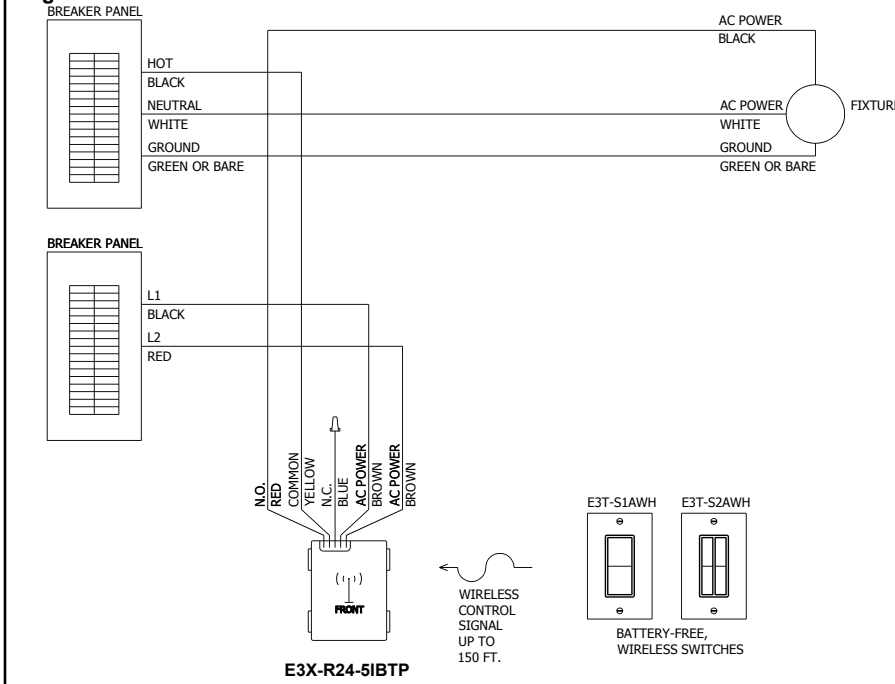 BREAKER PANEL
HOT
BLACK
NEUTRAL
WHITE
GROUND
GREEN OR BARE
AC POWER
BLACK
AC POWER
WHITE
GROUND
GREEN OR BARE
FIXTURE
BREAKER PANEL
L1
BLACK
L2
RED
N.O.
RED
COMMON
YELLOW
N.C.
BLUE
AC POWER
BROWN
AC POWER
BROWN
FRONT
E3X-R24-5IBTP
WIRELESS
CONTROL
SIGNAL
UP TO
150 FT.
E3T-S1AWH
E3T-S2AWH
BATTERY-FREE,
WIRELESS SWITCHES